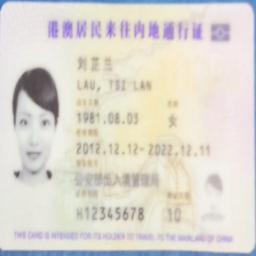 港澳居民来往内地通行证
刘芷兰
LAU, TSZ LAN
1981.08.03 女
2012.12.12-2022.12.11
公安部出入境管理局
H12345678 10
THIS CARD IS INTENDED FOR ITS HOLDER TO TRAVEL TO THE MAINLAND OF CHINA